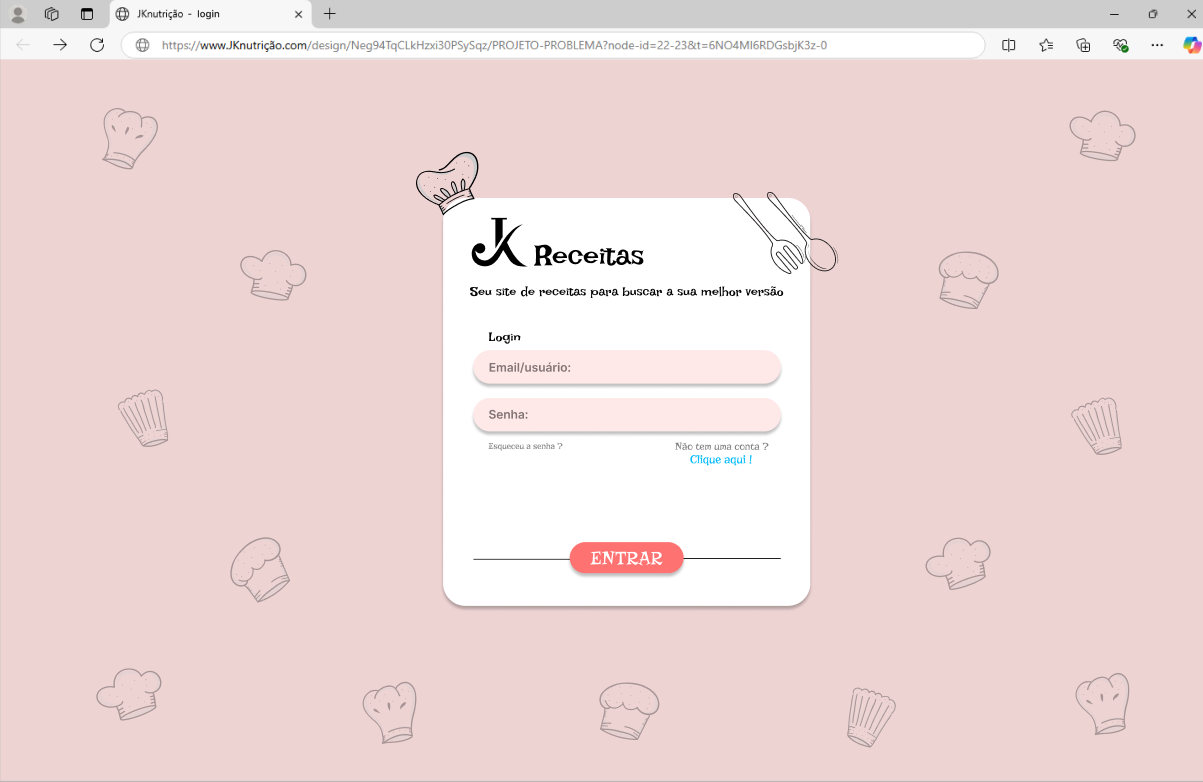 JKnutrição - login
https://www.JKnutrição.com/design/Neg94TqCLkHzxi30PSySqz/PROJETO-PROBLEMA?node-id=22-23&t=6NO4MI6RDGsbjK3z-0
JK Receitas
Seu site de receitas para buscar a sua melhor versão
Login
Email/usuário:
Senha:
Esqueceu a senha ?
Não tem uma conta ?
Clique aqui !
ENTRAR